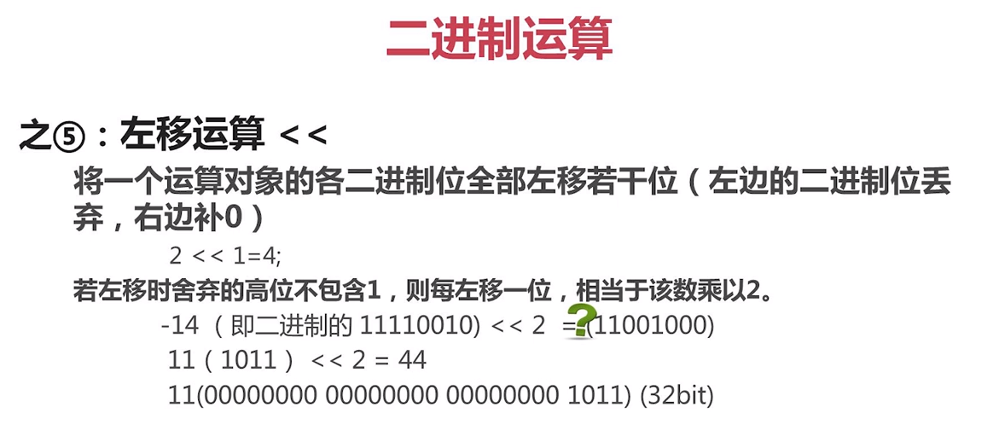 二进制运算
之⑤：左移运算 <<
将一个运算对象的各二进制位全部左移若干位（左边的二进制位丢
弃，右边补0）
2 << 1=4;
若左移时舍弃的高位不包含1，则每左移一位，相当于该数乘以2。
-14 （即二进制的 11110010) << 2 =?(11001000)
11（1011） << 2 = 44
11(00000000 00000000 00000000 1011) (32bit)